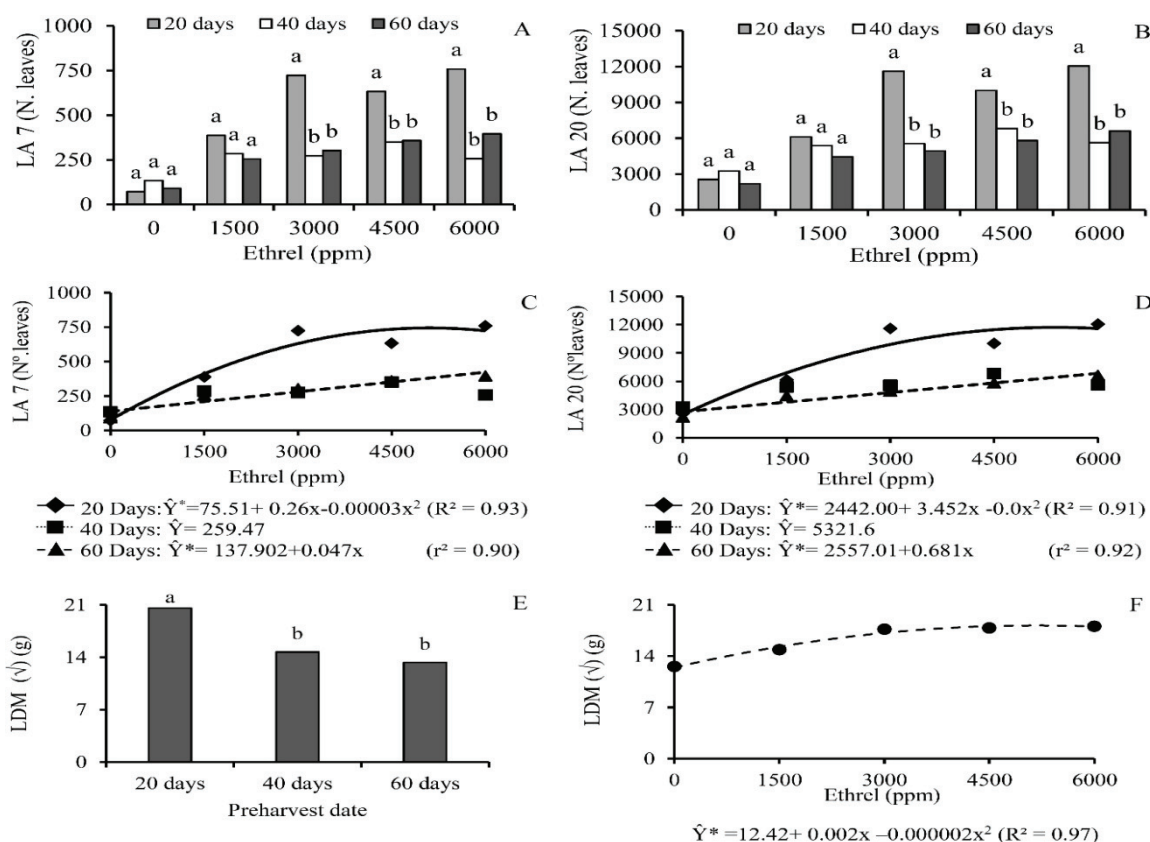 20 days 40 days 60 days
A
LA 7 (N. leaves)
1000
750
500
250
0
a a a
a a a
a b b
a b b
a b b
0 1500 3000 4500 6000
Ethrel (ppm)
20 days 40 days 60 days
B
LA 20 (N. leaves)
15000
12000
9000
6000
3000
0
a a a
a a a
a b b
a b b
a b b
0 1500 3000 4500 6000
Ethrel (ppm)
C
LA 7 (Nº.leaves)
1000
750
500
250
0
0 1500 3000 4500 6000
Ethrel (ppm)
20 Days: Ŷ*=75.51+ 0.26x-0.00003x² (R² = 0.93)
40 Days: Ŷ= 259.47
60 Days: Ŷ*= 137.902+0.047x (r² = 0.90)
D
LA 20 (Nºleaves)
15000
12000
9000
6000
3000
0
0 1500 3000 4500 6000
Ethrel (ppm)
20 Days: Ŷ*= 2442.00+ 3.452x -0.0x² (R² = 0.91)
40 Days: Ŷ= 5321.6
60 Days: Ŷ*= 2557.01+0.681x (r² = 0.92)
E
LDM (√) (g)
21
14
7
0
a b b
20 days 40 days 60 days
Preharvest date
F
LDM (√) (g)
21
14
7
0
0 1500 3000 4500 6000
Ethrel (ppm)
Ŷ* =12.42+ 0.002x –0.000002x² (R² = 0.97)